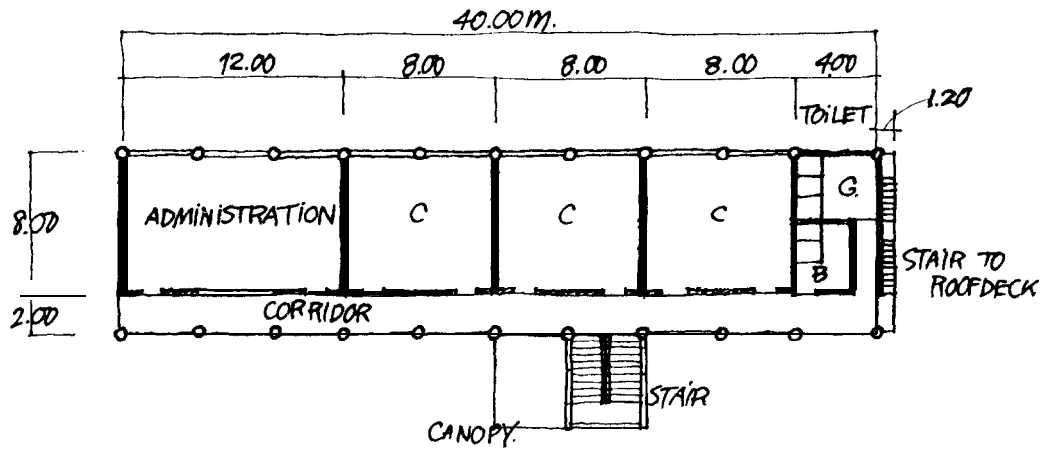 40.00m.
12.00
8.00
8.00
8.00
4.00
1.20
TOILET
8.00
ADMINISTRATION
C
C
C
G.
B
STAIR TO
ROOFDECK
2.00
CORRIDOR
STAIR
CANOPY.